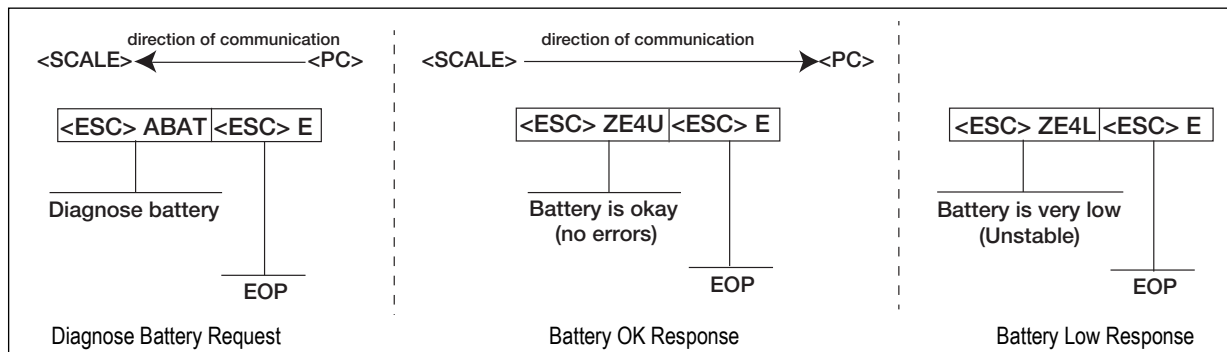 direction of communication
<SCALE> <PC>
<ESC> ABAT <ESC> E
Diagnose battery
EOP
Diagnose Battery Request
direction of communication
<SCALE> <PC>
<ESC> ZE4U <ESC> E
Battery is okay
(no errors)
EOP
Battery OK Response
<ESC> ZE4L <ESC> E
Battery is very low
(Unstable)
EOP
Battery Low Response